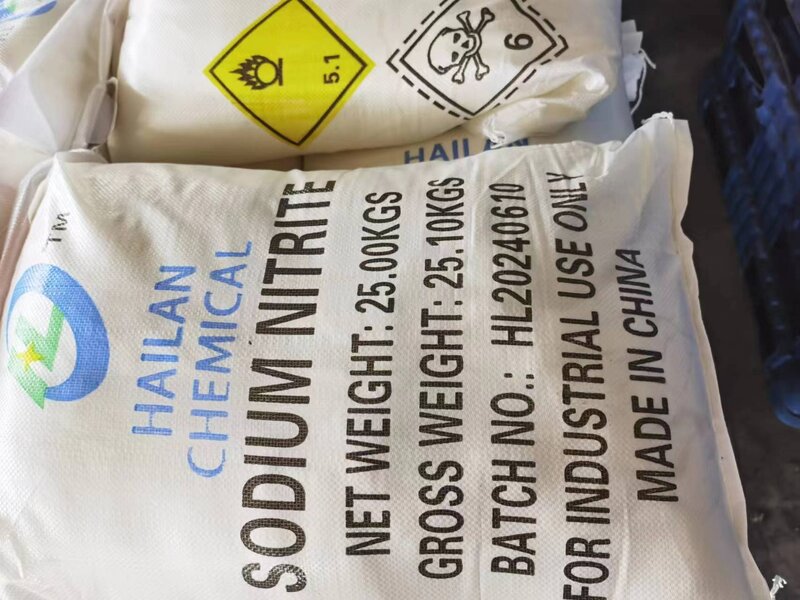 TM
HAILAN
CHEMICAL
SODIUM NITRITE
NET WEIGHT: 25.00KGS
GROSS WEIGHT: 25.10KGS
BATCH NO.: HL20240610
FOR INDUSTRIAL USE ONLY
MADE IN CHINA
5.1
6
HAILAN